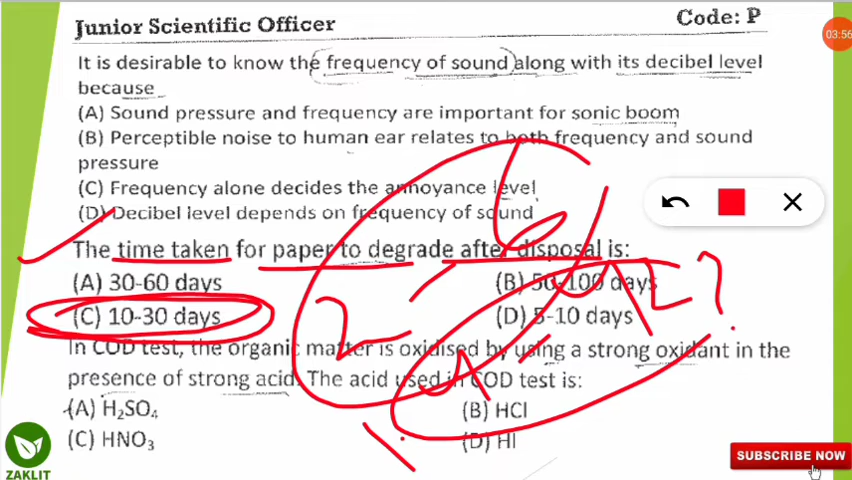 Junior Scientific Officer
Code: P
03:56
It is desirable to know the frequency of sound along with its decibel level
because
(A) Sound pressure and frequency are important for sonic boom
(B) Perceptible noise to human ear relates to both frequency and sound
pressure
(C) Frequency alone decides the annoyance level
(D) Decibel level depends on frequency of sound
The time taken for paper to degrade after disposal is:
(A) 30-60 days
(B) 50-100 days
(C) 10-30 days
(D) 5-10 days
In COD test, the organic matter is oxidised by using a strong oxidant in the
presence of strong acid. The acid used in COD test is:
(A) H₂SO₄
(B) HCl
(C) HNO₃
(D) HI
ZAKLIT
SUBSCRIBE NOW